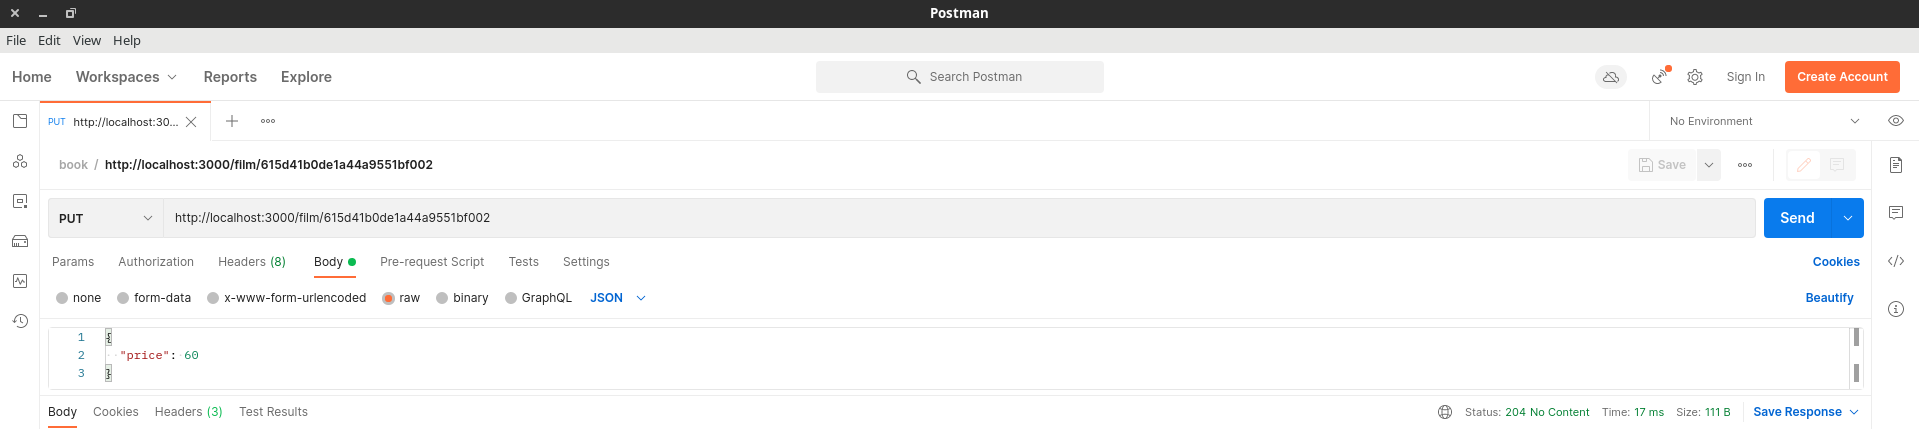 Postman
File Edit View Help
Home Workspaces Reports Explore Search Postman Sign In Create Account
PUT http://localhost:30... No Environment
book / http://localhost:3000/film/615d41b0de1a44a9551bf002 Save
PUT http://localhost:3000/film/615d41b0de1a44a9551bf002 Send
Params Authorization Headers (8) Body Pre-request Script Tests Settings Cookies
none form-data x-www-form-urlencoded raw binary GraphQL JSON Beautify
1 {
2 "price": 60
3 }
Body Cookies Headers (3) Test Results Status: 204 No Content Time: 17 ms Size: 111 B Save Response